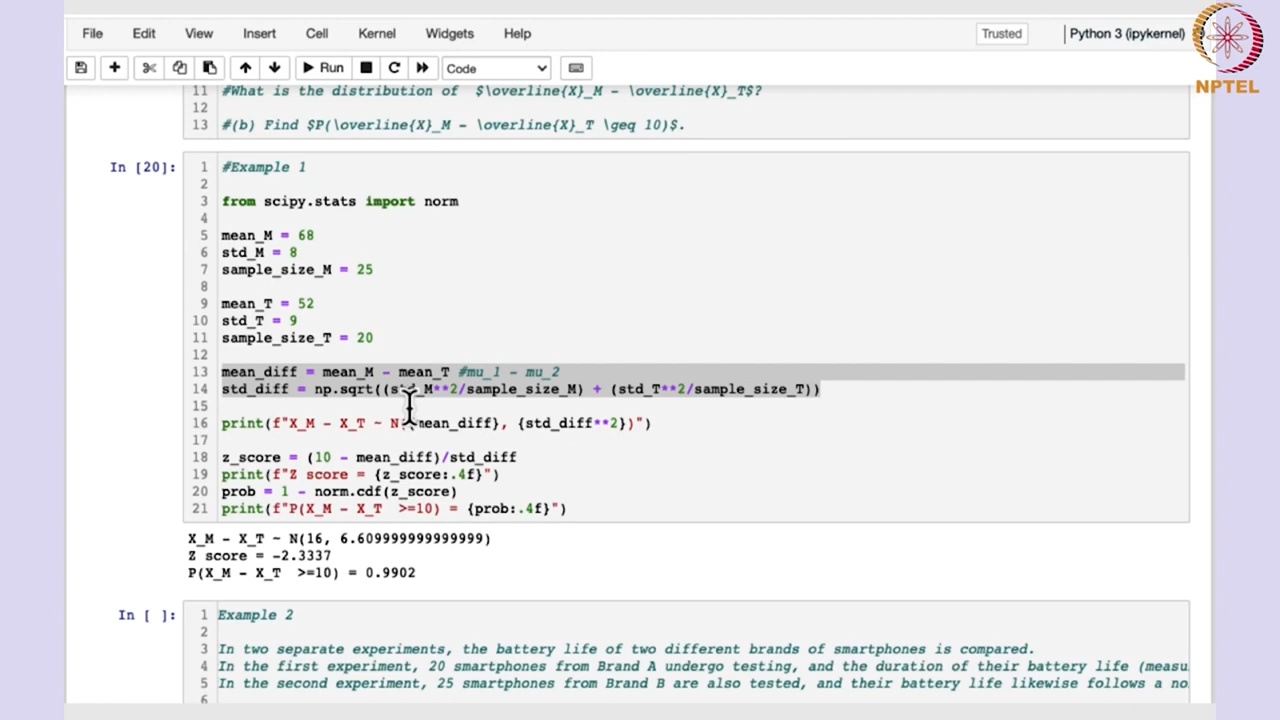 File Edit View Insert Cell Kernel Widgets Help Trusted Python 3 (ipykernel)
NPTEL
Run Code
11 #What is the distribution of $\overline{X}_M - \overline{X}_T$?
12
13 #(b) Find $P(\overline{X}_M - \overline{X}_T \geq 10)$.
In [20]:
1 #Example 1
2
3 from scipy.stats import norm
4
5 mean_M = 68
6 std_M = 8
7 sample_size_M = 25
8
9 mean_T = 52
10 std_T = 9
11 sample_size_T = 20
12
13 mean_diff = mean_M - mean_T #mu_1 - mu_2
14 std_diff = np.sqrt((std_M**2/sample_size_M) + (std_T**2/sample_size_T))
15
16 print(f"X_M - X_T ~ N({mean_diff}, {std_diff**2})")
17
18 z_score = (10 - mean_diff)/std_diff
19 print(f"Z score = {z_score:.4f}")
20 prob = 1 - norm.cdf(z_score)
21 print(f"P(X_M - X_T  >=10) = {prob:.4f}")
X_M - X_T ~ N(16, 6.609999999999999)
Z score = -2.3337
P(X_M - X_T  >=10) = 0.9902
In [ ]:
1 Example 2
2
3 In two separate experiments, the battery life of two different brands of smartphones is compared.
4 In the first experiment, 20 smartphones from Brand A undergo testing, and the duration of their battery life (measu
5 In the second experiment, 25 smartphones from Brand B are also tested, and their battery life likewise follows a no
6